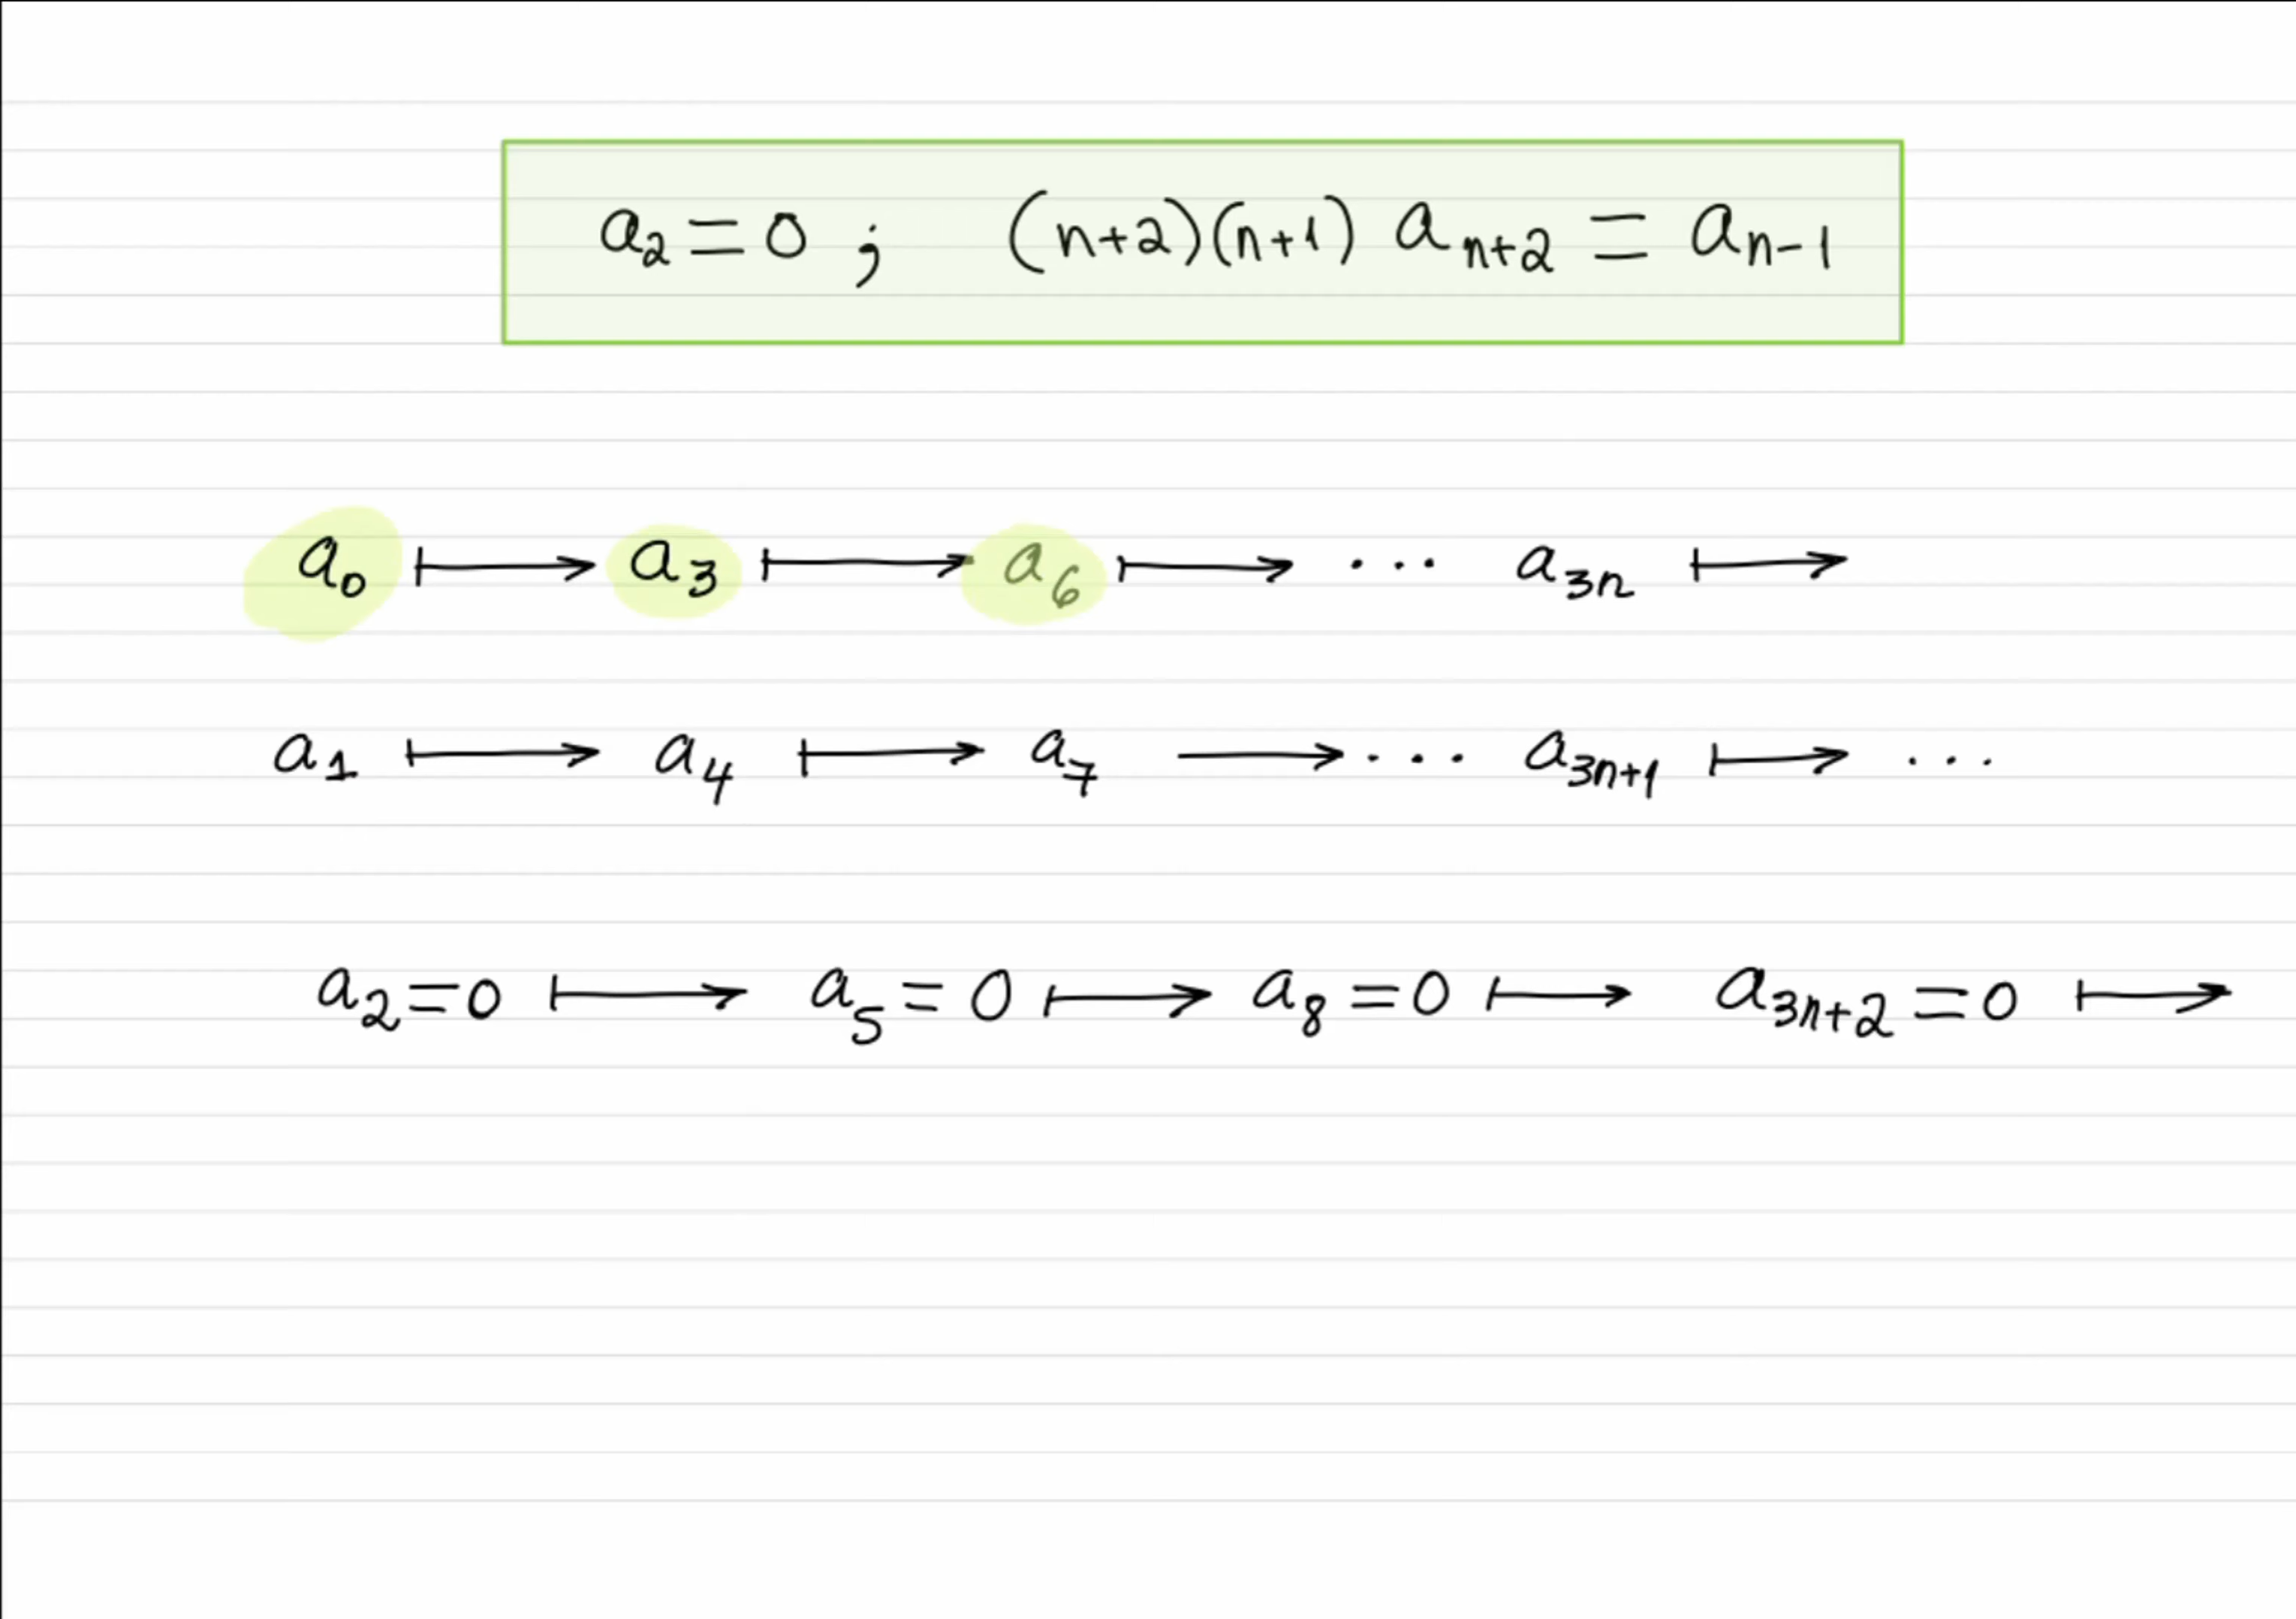 a₂ = 0 ; (n+2)(n+1) aₙ₊₂ = aₙ₋₁
a₀ ⟼ a₃ ⟼ a₆ ⟼ ... a₃ₙ ⟼
a₁ ⟼ a₄ ⟼ a₇ ⟶ ... a₃ₙ₊₁ ⟼ ...
a₂=0 ⟼ a₅=0 ⟼ a₈=0 ⟼ a₃ₙ₊₂=0 ⟼